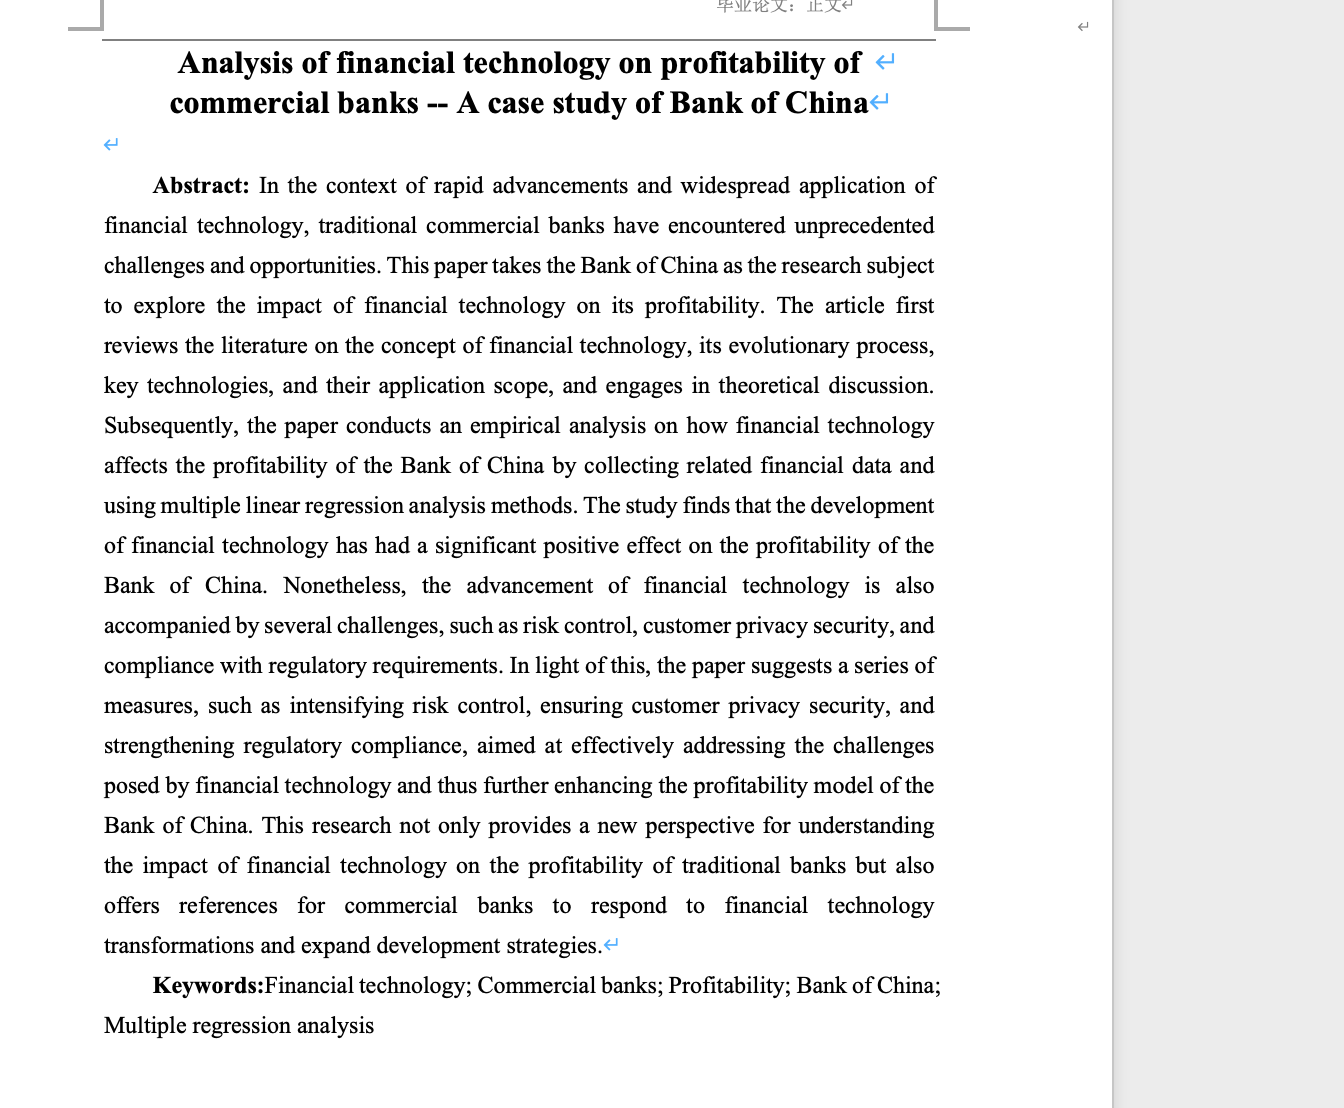 毕业论文：正文
Analysis of financial technology on profitability of
commercial banks -- A case study of Bank of China
Abstract: In the context of rapid advancements and widespread application of
financial technology, traditional commercial banks have encountered unprecedented
challenges and opportunities. This paper takes the Bank of China as the research subject
to explore the impact of financial technology on its profitability. The article first
reviews the literature on the concept of financial technology, its evolutionary process,
key technologies, and their application scope, and engages in theoretical discussion.
Subsequently, the paper conducts an empirical analysis on how financial technology
affects the profitability of the Bank of China by collecting related financial data and
using multiple linear regression analysis methods. The study finds that the development
of financial technology has had a significant positive effect on the profitability of the
Bank of China. Nonetheless, the advancement of financial technology is also
accompanied by several challenges, such as risk control, customer privacy security, and
compliance with regulatory requirements. In light of this, the paper suggests a series of
measures, such as intensifying risk control, ensuring customer privacy security, and
strengthening regulatory compliance, aimed at effectively addressing the challenges
posed by financial technology and thus further enhancing the profitability model of the
Bank of China. This research not only provides a new perspective for understanding
the impact of financial technology on the profitability of traditional banks but also
offers references for commercial banks to respond to financial technology
transformations and expand development strategies.
Keywords:Financial technology; Commercial banks; Profitability; Bank of China;
Multiple regression analysis